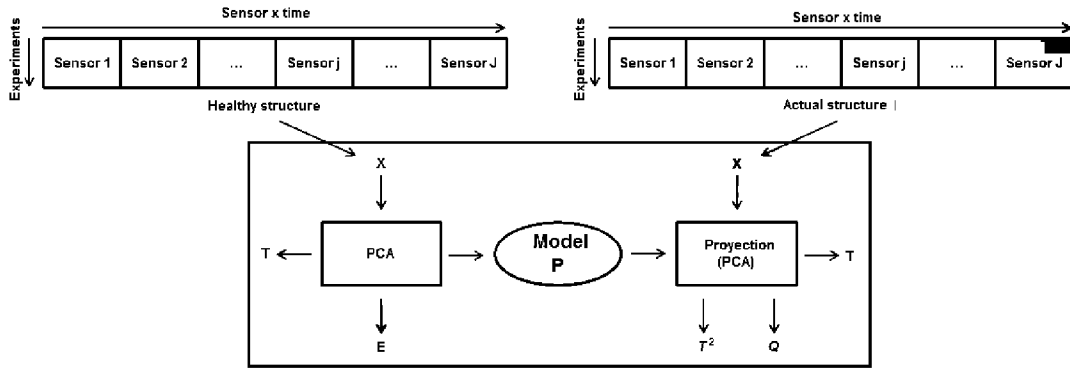 Sensor x time
Experiments
Sensor 1 Sensor 2 ... Sensor j ... Sensor J
Healthy structure
Sensor x time
Experiments
Sensor 1 Sensor 2 ... Sensor j ... Sensor J
Actual structure
X
X
T
PCA
Model
P
Proyection
(PCA)
T
E
T²
Q